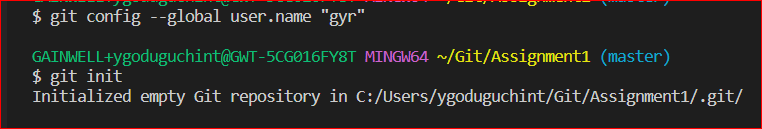 $ git config --global user.name "gyr"
GAINWELL+ygoduguchint@GWT-5CG016FY8T MINGW64 ~/Git/Assignment1 (master)
$ git init
Initialized empty Git repository in C:/Users/ygoduguchint/Git/Assignment1/.git/